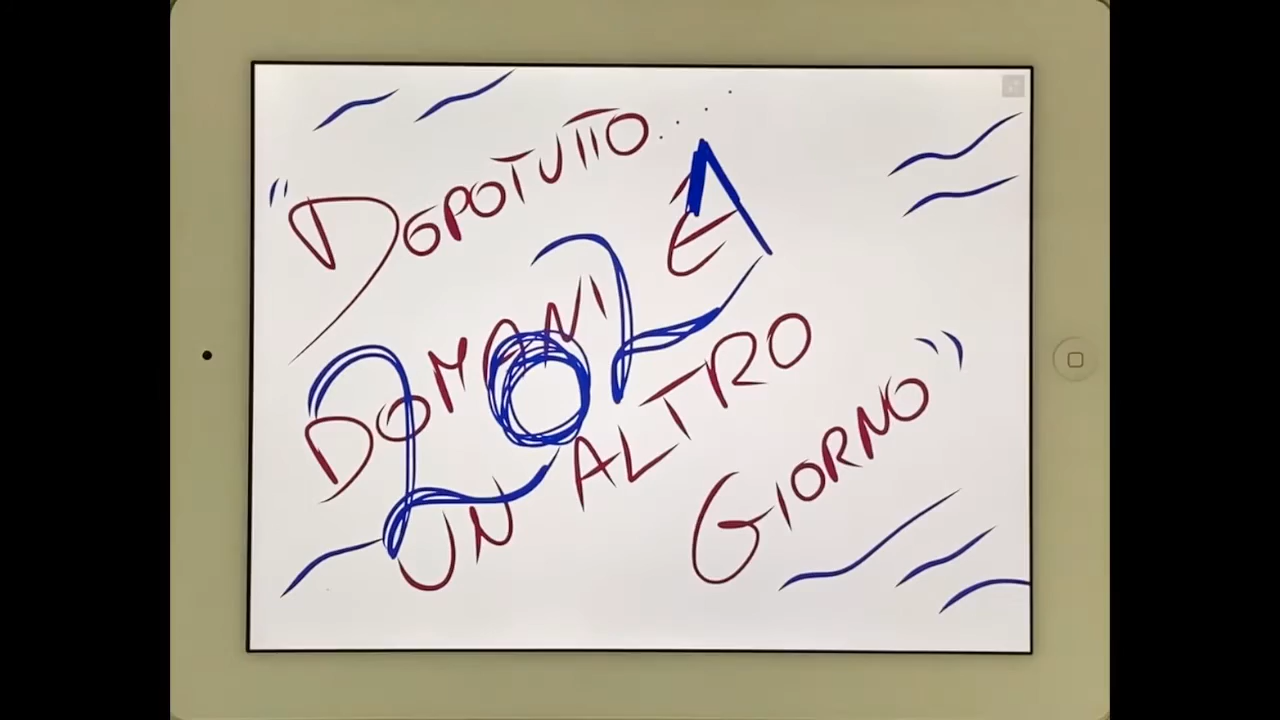 "DOPOTUTTO....
DOMANI È
UN ALTRO
GIORNO"
2021